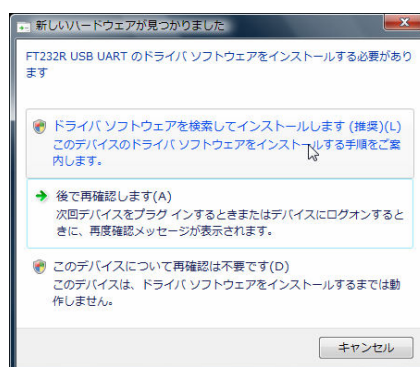 新しいハードウェアが見つかりました
FT232R USB UART のドライバ ソフトウェアをインストールする必要があり
ます
ドライバ ソフトウェアを検索してインストールします (推奨)(L)
このデバイスのドライバ ソフトウェアをインストールする手順をご案
内します。
後で再確認します(A)
次回デバイスをプラグ インするときまたはデバイスにログオンすると
きに、再度確認メッセージが表示されます。
このデバイスについて再確認は不要です(D)
このデバイスは、ドライバ ソフトウェアをインストールするまでは動
作しません。
キャンセル